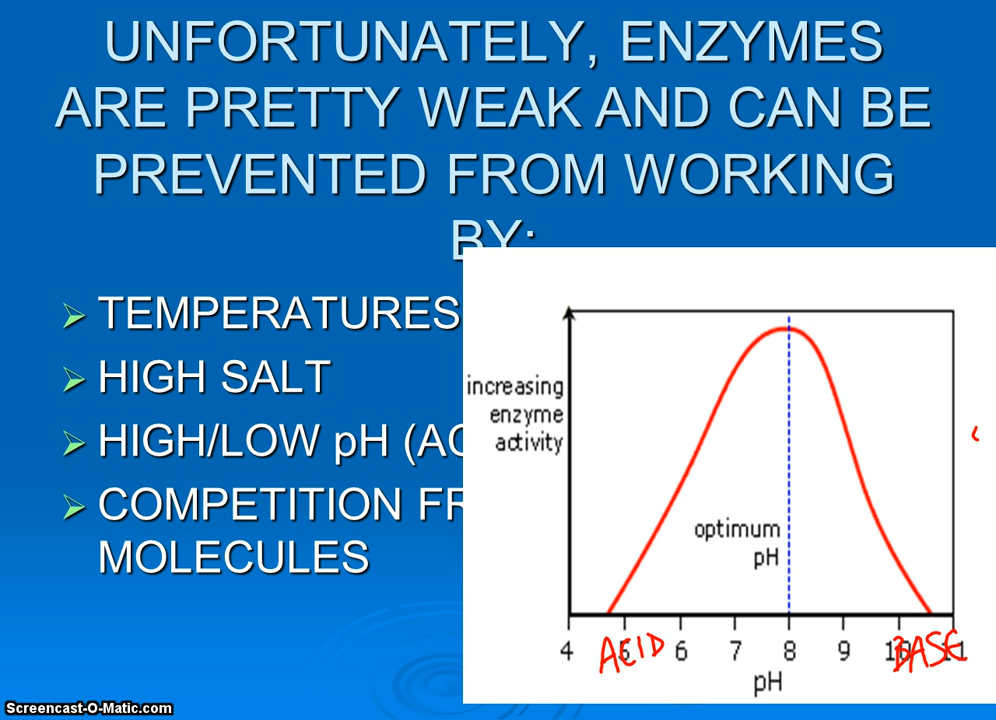 UNFORTUNATELY, ENZYMES
ARE PRETTY WEAK AND CAN BE
PREVENTED FROM WORKING
BY:
TEMPERATURES
HIGH SALT
HIGH/LOW pH (AC
COMPETITION FR
MOLECULES
increasing
enzyme
activity
optimum
pH
4 5 6 7 8 9 10 11
ACID BASE
pH
Screencast-O-Matic.com